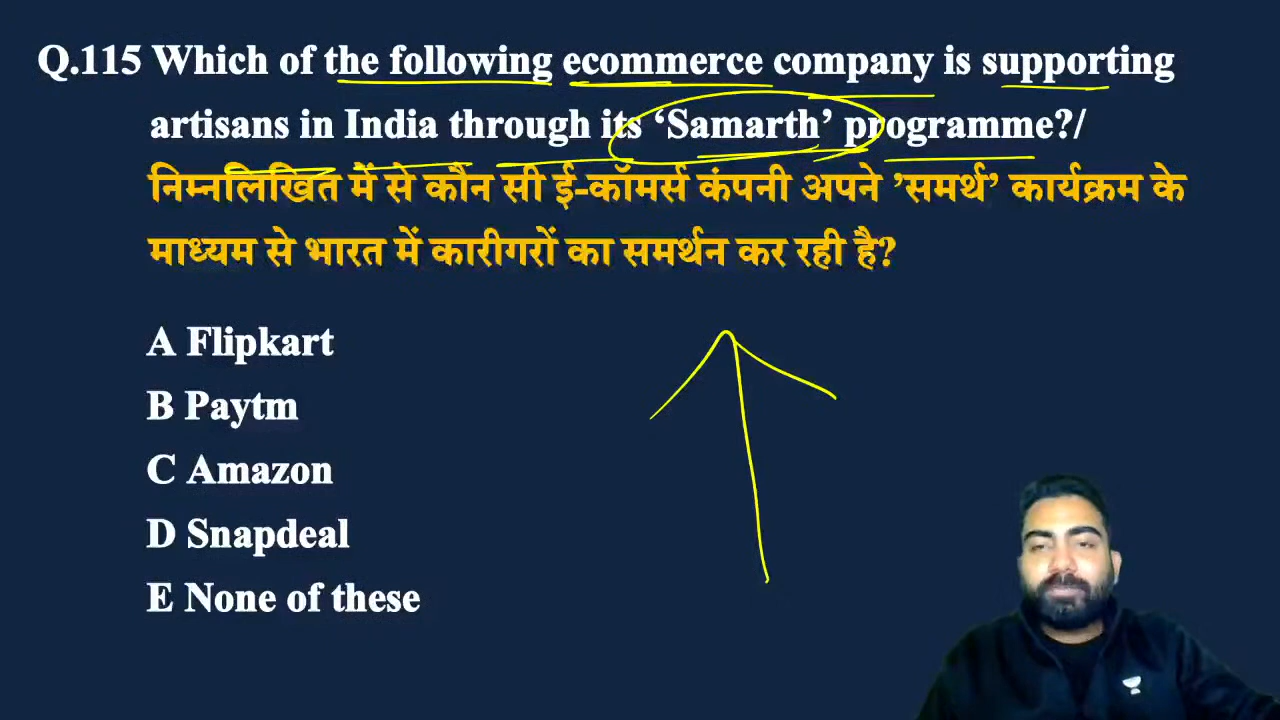 Q.115 Which of the following ecommerce company is supporting
artisans in India through its ‘Samarth’ programme?/
निम्नलिखित में से कौन सी ई-कॉमर्स कंपनी अपने ’समर्थ’ कार्यक्रम के
माध्यम से भारत में कारीगरों का समर्थन कर रही है?
A Flipkart
B Paytm
C Amazon
D Snapdeal
E None of these